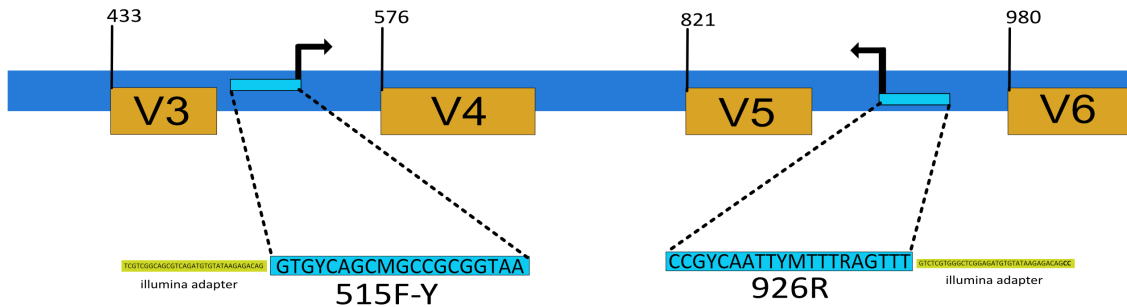 433 576 821 980
V3 V4 V5 V6
TCGTCGGCAGCGTCAGATGTGTATAAGAGACAG GTGYCAGCMGCCGCGGTAA CCGYCAATTYMTTTRAGTTT GTCTCGTGGGCTCGGAGATGTGTATAAGAGACAGCC
illumina adapter 515F-Y 926R illumina adapter